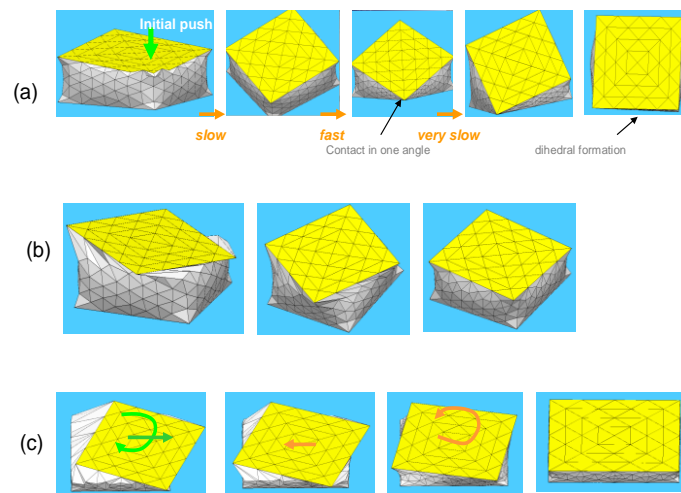 Initial push
(a)
slow
fast
very slow
Contact in one angle
dihedral formation
(b)
(c)